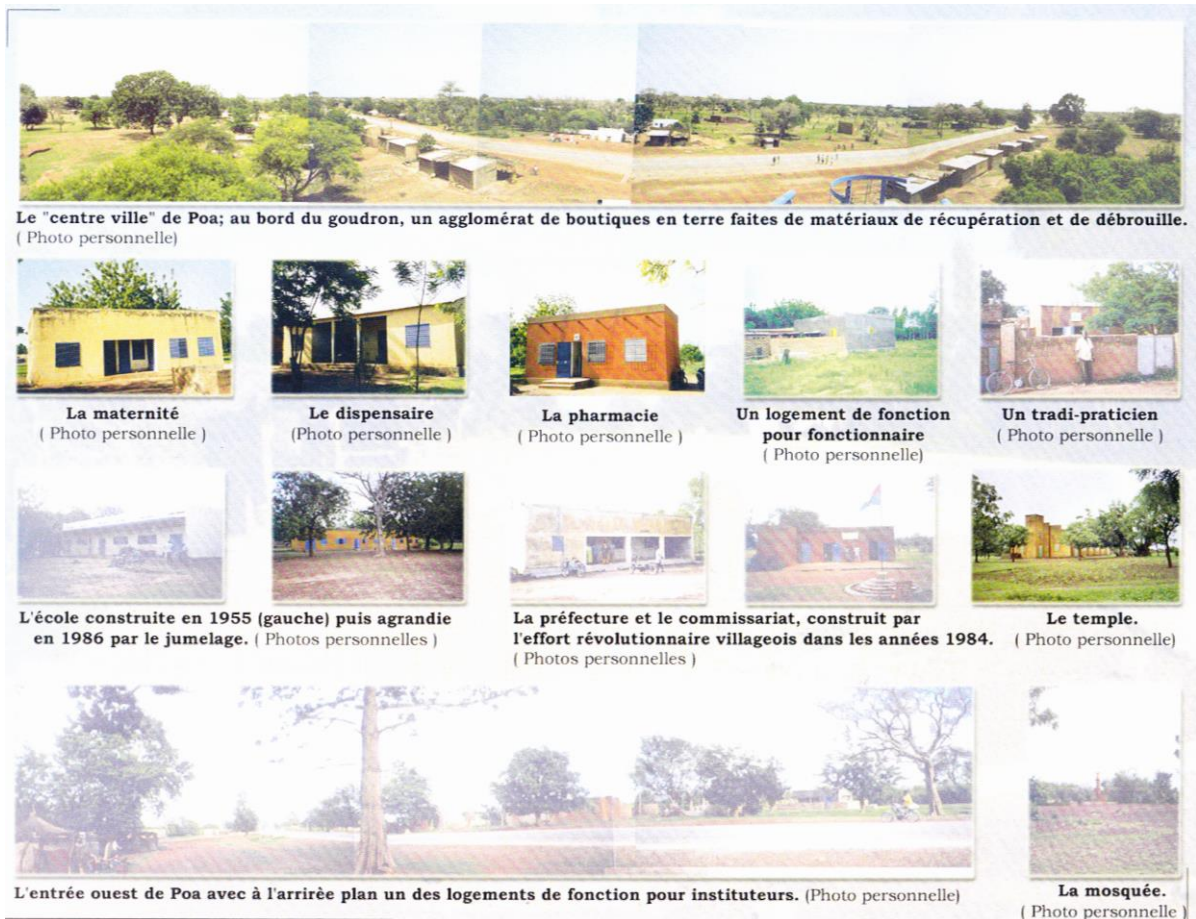 Le "centre ville" de Poa; au bord du goudron, un agglomérat de boutiques en terre faites de matériaux de récupération et de débrouille.
( Photo personnelle)
La maternité
( Photo personnelle )
Le dispensaire
(Photo personnelle )
La pharmacie
( Photo personnelle )
Un logement de fonction
pour fonctionnaire
( Photo personnelle)
Un tradi-praticien
( Photo personnelle )
L'école construite en 1955 (gauche) puis agrandie
en 1986 par le jumelage. ( Photos personnelles )
La préfecture et le commissariat, construit par
l'effort révolutionnaire villageois dans les années 1984.
( Photos personnelles )
Le temple.
( Photo personnelle)
L'entrée ouest de Poa avec à l'arrirèe plan un des logements de fonction pour instituteurs. (Photo personnelle)
La mosquée.
( Photo personnelle )